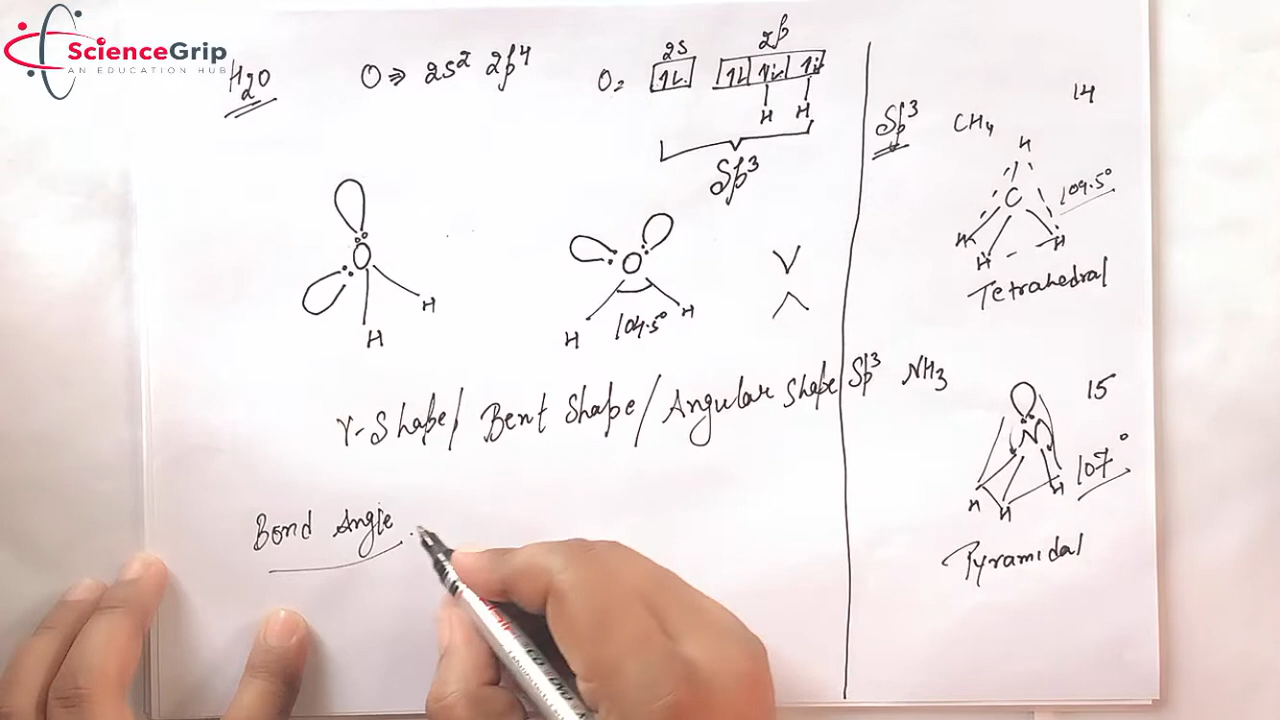 ScienceGrip
AN EDUCATION HUB
H2O
O ⇒ 2s² 2p⁴
O =
2s
2p
H H
Sp³
O
H
H
O
H
H
104.5°
V-Shape/ Bent Shape/ Angular Shape
Bond Angle
Sp³ CH4
14
H
C
109.5°
H
H
H
Tetrahedral
Sp³ NH3
15
N
107°
H
H
H
Pyramidal